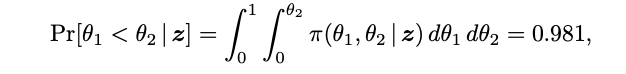 Pr[θ₁ < θ₂ | z] = ∫₀¹ ∫₀^θ₂ π(θ₁, θ₂ | z) dθ₁ dθ₂ = 0.981,